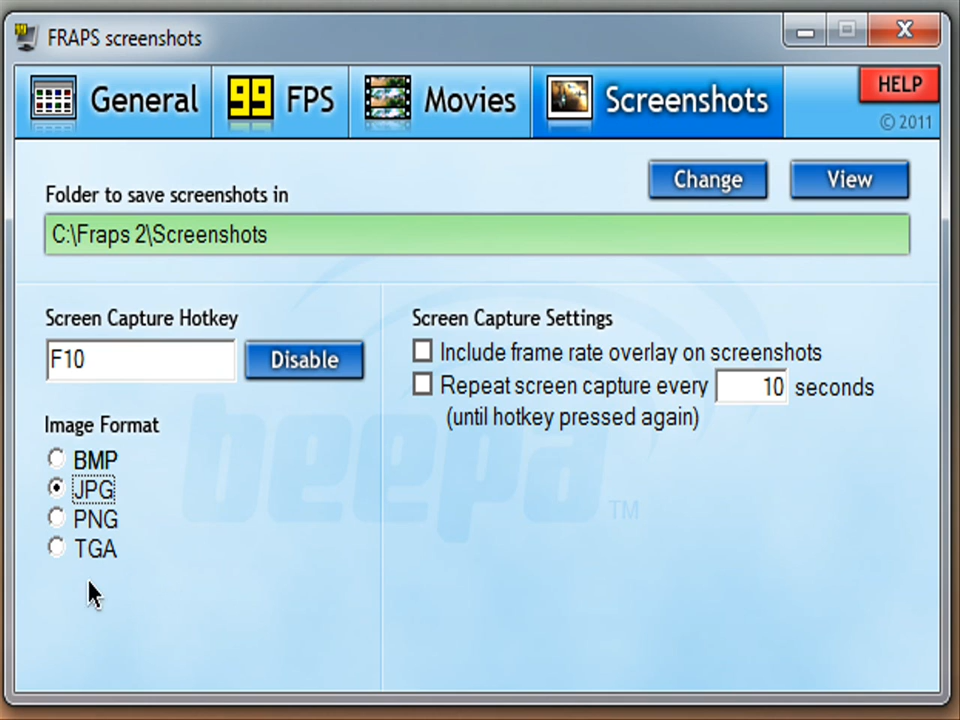 FRAPS screenshots
General
99 FPS
Movies
Screenshots
HELP
© 2011
Folder to save screenshots in
Change
View
C:\Fraps 2\Screenshots
Screen Capture Hotkey
F10
Disable
Image Format
BMP
JPG
PNG
TGA
Screen Capture Settings
Include frame rate overlay on screenshots
Repeat screen capture every 10 seconds
(until hotkey pressed again)
beepa™